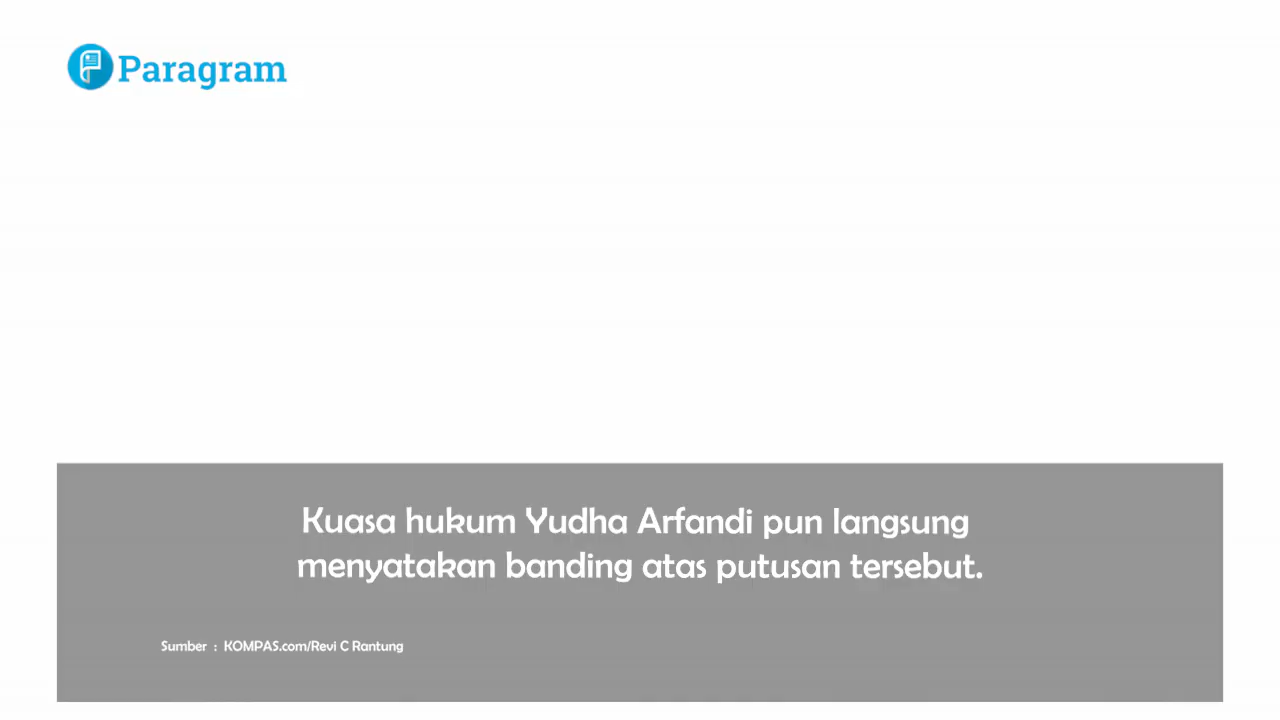 Paragram
Kuasa hukum Yudha Arfandi pun langsung
menyatakan banding atas putusan tersebut.
Sumber : KOMPAS.com/Revi C Rantung